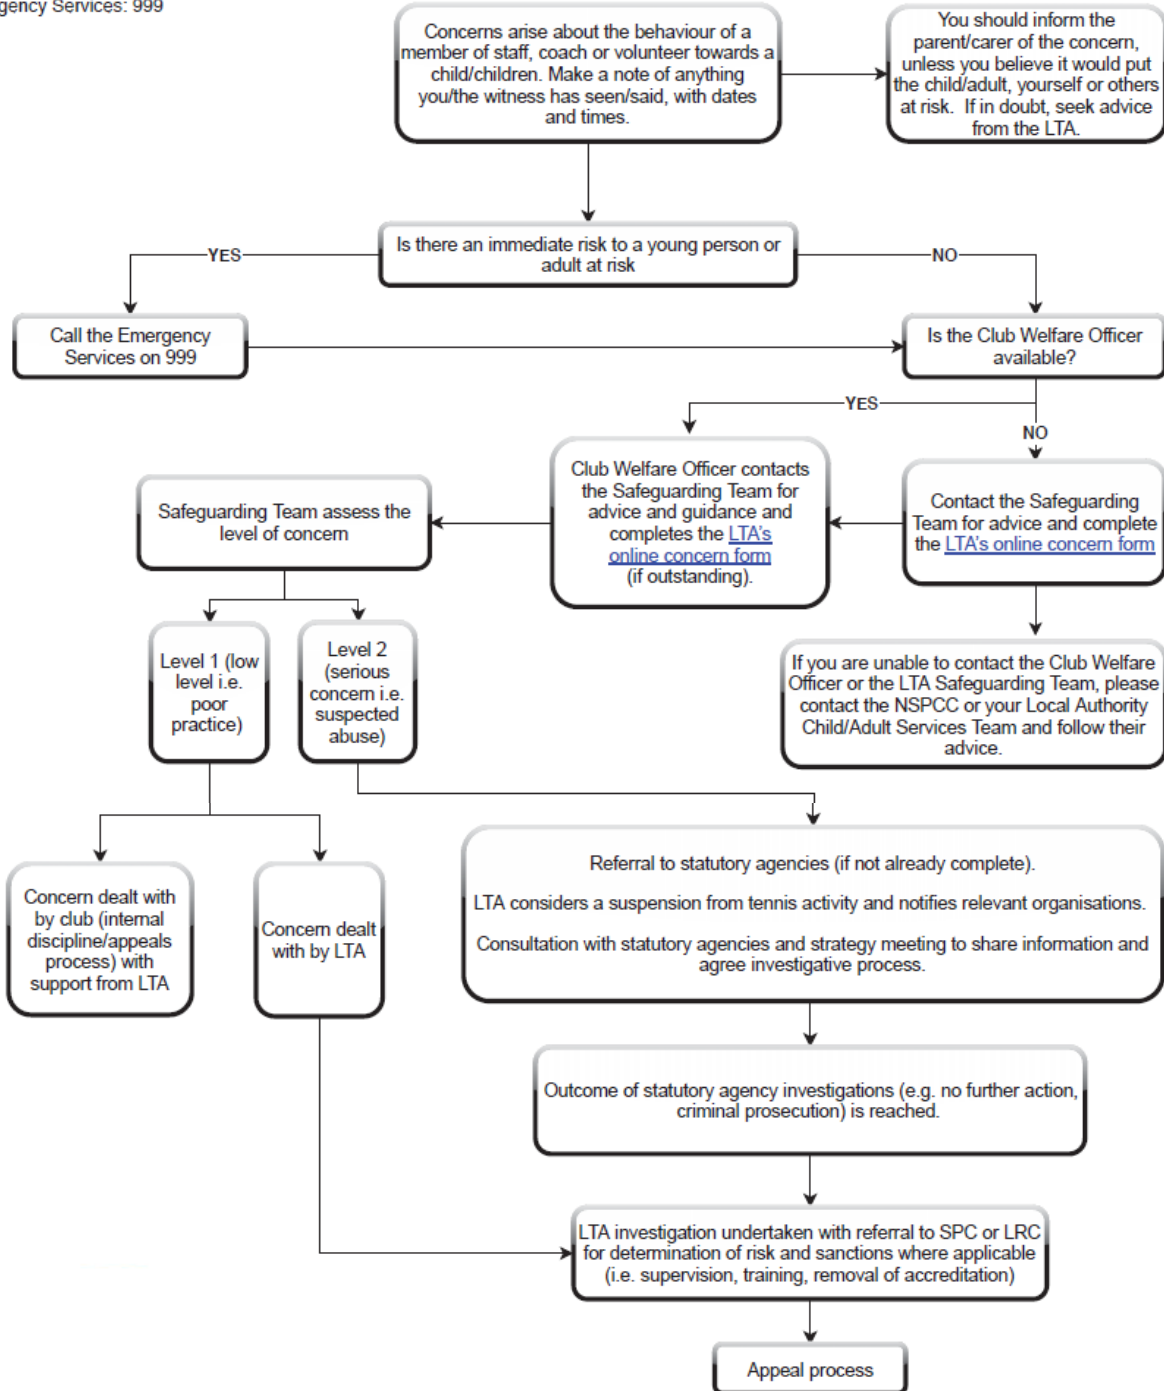 gency Services: 999
Concerns arise about the behaviour of a
member of staff, coach or volunteer towards a
child/children. Make a note of anything
you/the witness has seen/said, with dates
and times.
You should inform the
parent/carer of the concern,
unless you believe it would put
the child/adult, yourself or others
at risk. If in doubt, seek advice
from the LTA.
Is there an immediate risk to a young person or
adult at risk
YES
NO
Call the Emergency
Services on 999
Is the Club Welfare Officer
available?
YES
NO
Club Welfare Officer contacts
the Safeguarding Team for
advice and guidance and
completes the LTA's
online concern form
(if outstanding).
Contact the Safeguarding
Team for advice and complete
the LTA's online concern form
Safeguarding Team assess the
level of concern
Level 1 (low
level i.e.
poor
practice)
Level 2
(serious
concern i.e.
suspected
abuse)
If you are unable to contact the Club Welfare
Officer or the LTA Safeguarding Team, please
contact the NSPCC or your Local Authority
Child/Adult Services Team and follow their
advice.
Concern dealt with
by club (internal
discipline/appeals
process) with
support from LTA
Concern dealt
with by LTA
Referral to statutory agencies (if not already complete).
LTA considers a suspension from tennis activity and notifies relevant organisations.
Consultation with statutory agencies and strategy meeting to share information and
agree investigative process.
Outcome of statutory agency investigations (e.g. no further action,
criminal prosecution) is reached.
LTA investigation undertaken with referral to SPC or LRC
for determination of risk and sanctions where applicable
(i.e. supervision, training, removal of accreditation)
Appeal process